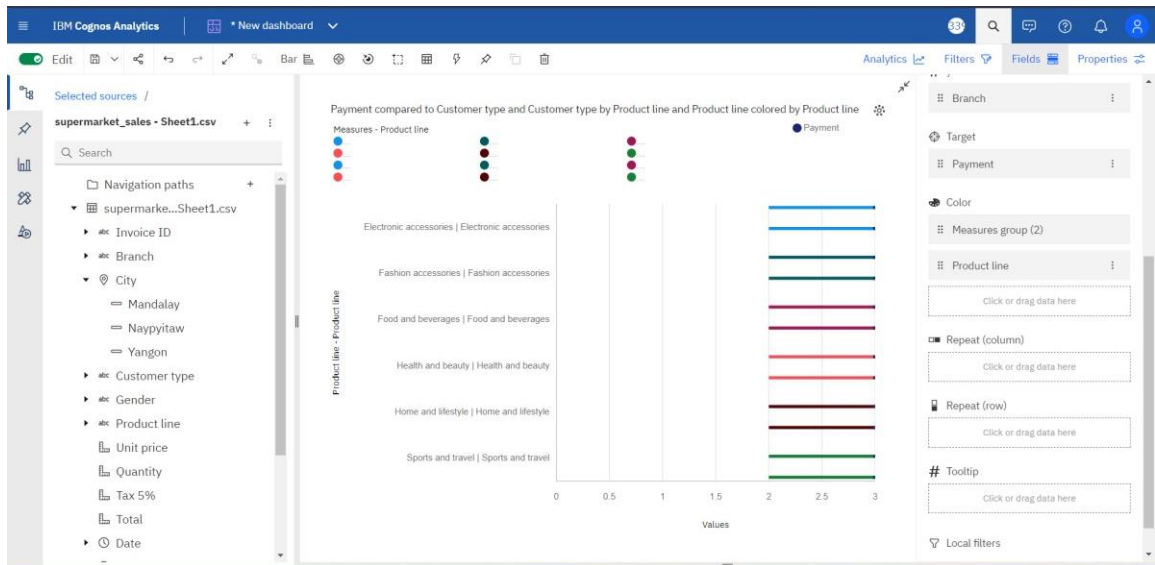 IBM Cognos Analytics
* New dashboard
Edit
Bar
Analytics
Filters
Fields
Properties
Selected sources /
supermarket_sales • Sheet1.csv
Search
Navigation paths
supermarke...Sheet1.csv
abc Invoice ID
abc Branch
City
Mandalay
Naypyitaw
Yangon
abc Customer type
abc Gender
abc Product line
Unit price
Quantity
Tax 5%
Total
Date
Payment compared to Customer type and Customer type by Product line and Product line colored by Product line
Measures - Product line
Payment
Product line - Product line
Electronic accessories | Electronic accessories
Fashion accessories | Fashion accessories
Food and beverages | Food and beverages
Health and beauty | Health and beauty
Home and lifestyle | Home and lifestyle
Sports and travel | Sports and travel
0 0.5 1 1.5 2 2.5 3
Values
Branch
Target
Payment
Color
Measures group (2)
Product line
Click or drag data here
Repeat (column)
Click or drag data here
Repeat (row)
Click or drag data here
# Tooltip
Click or drag data here
Local filters